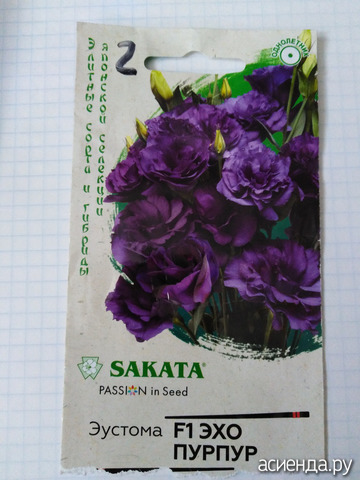 2
Элитные сорта и гибриды
японской селекции
ОДНОЛЕТНИК
SAKATA®
PASSION in Seed
Эустома F1 ЭХО
ПУРПУР
асиенда.ру